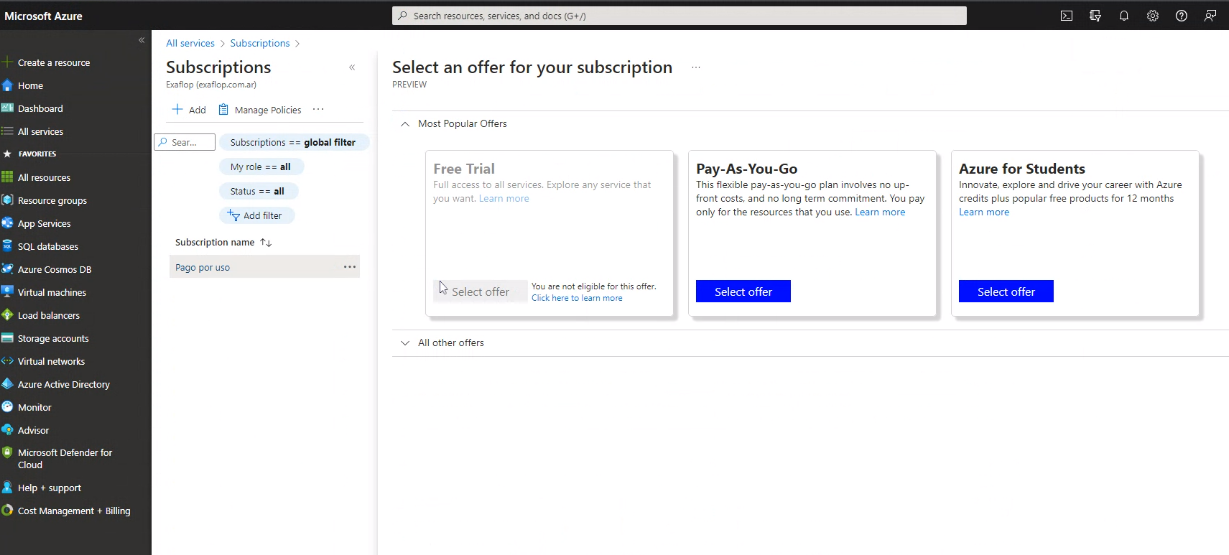 Microsoft Azure
Search resources, services, and docs (G+/)
Create a resource
Home
Dashboard
All services
FAVORITES
All resources
Resource groups
App Services
SQL databases
Azure Cosmos DB
Virtual machines
Load balancers
Storage accounts
Virtual networks
Azure Active Directory
Monitor
Advisor
Microsoft Defender for
Cloud
Help + support
Cost Management + Billing
All services > Subscriptions >
Subscriptions
Exaflop (exaflop.com.ar)
+ Add Manage Policies ...
Sear...
Subscriptions == global filter
My role == all
Status == all
Add filter
Subscription name ↑↓
Pago por uso ...
Select an offer for your subscription ...
PREVIEW
Most Popular Offers
Free Trial
Full access to all services. Explore any service that
you want. Learn more
Select offer
You are not eligible for this offer.
Click here to learn more
Pay-As-You-Go
This flexible pay-as-you-go plan involves no up-
front costs, and no long term commitment. You pay
only for the resources that you use. Learn more
Select offer
Azure for Students
Innovate, explore and drive your career with Azure
credits plus popular free products for 12 months
Learn more
Select offer
All other offers